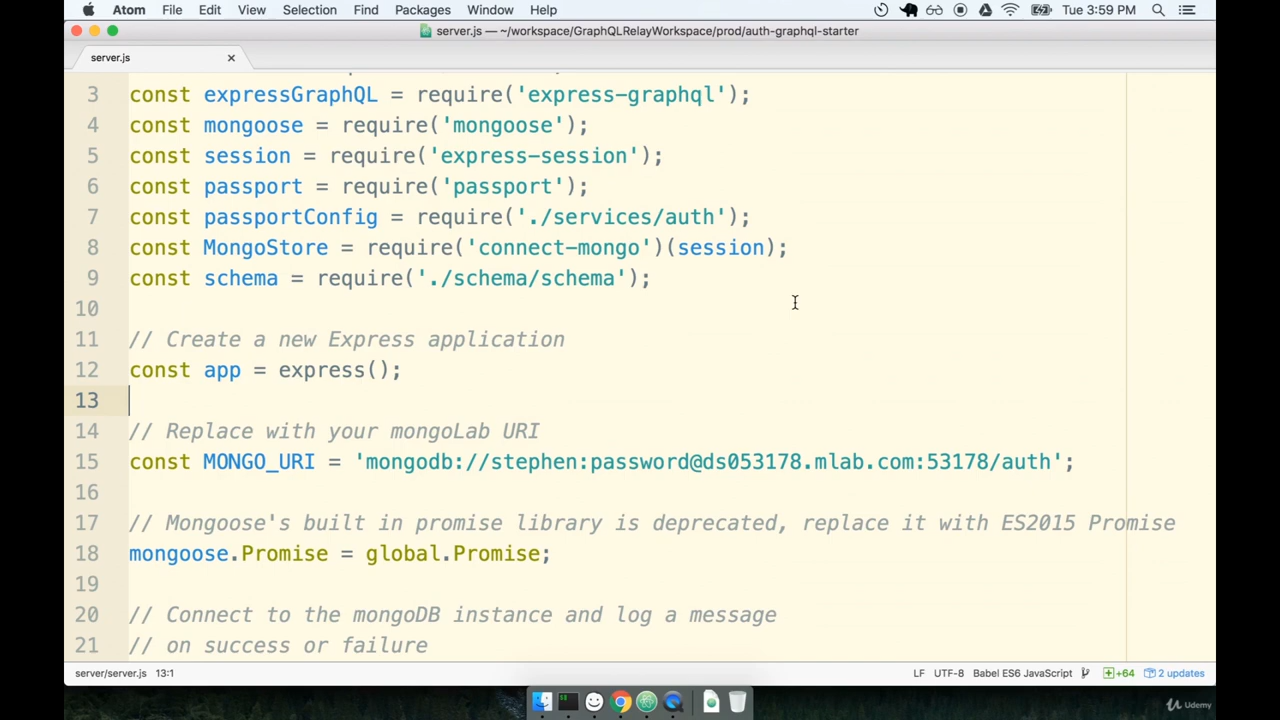 Atom File Edit View Selection Find Packages Window Help Tue 3:59 PM
server.js — ~/workspace/GraphQLRelayWorkspace/prod/auth-graphql-starter
server.js
3 const expressGraphQL = require('express-graphql');
4 const mongoose = require('mongoose');
5 const session = require('express-session');
6 const passport = require('passport');
7 const passportConfig = require('./services/auth');
8 const MongoStore = require('connect-mongo')(session);
9 const schema = require('./schema/schema');
10
11 // Create a new Express application
12 const app = express();
13
14 // Replace with your mongoLab URI
15 const MONGO_URI = 'mongodb://stephen:password@ds053178.mlab.com:53178/auth';
16
17 // Mongoose's built in promise library is deprecated, replace it with ES2015 Promise
18 mongoose.Promise = global.Promise;
19
20 // Connect to the mongoDB instance and log a message
21 // on success or failure
server/server.js 13:1 LF UTF-8 Babel ES6 JavaScript +64 2 updates
Udemy